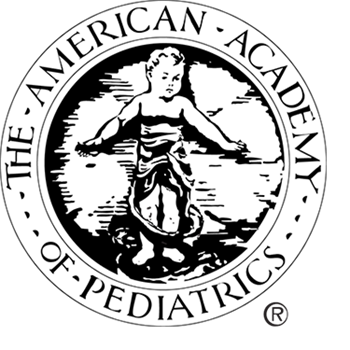 THE · AMERICAN · ACADEMY
· OF · PEDIATRICS ·
®